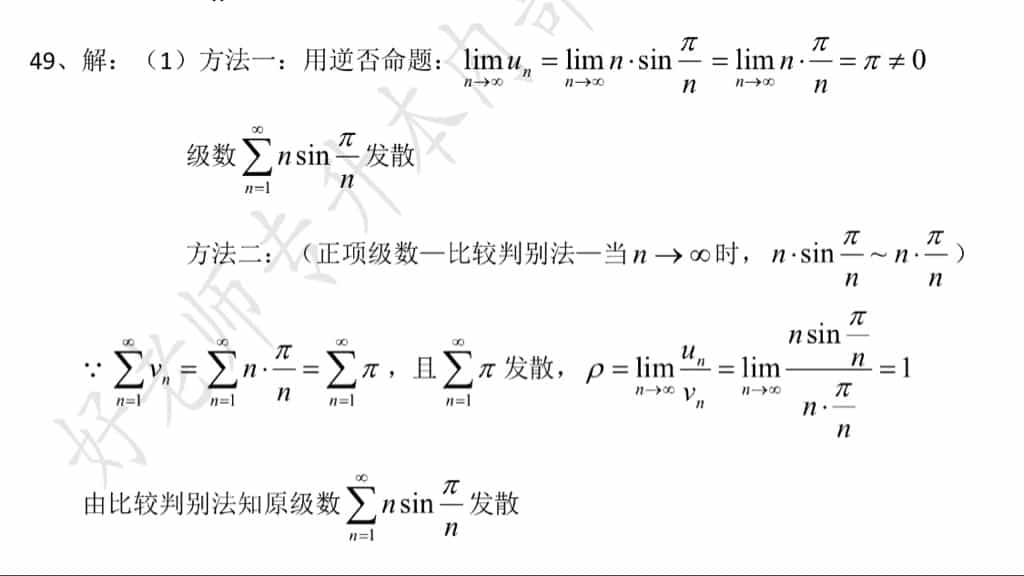 49、解：（1）方法一：用逆否命题：$\lim_{n\to\infty} u_n = \lim_{n\to\infty} n \cdot \sin\frac{\pi}{n} = \lim_{n\to\infty} n \cdot \frac{\pi}{n} = \pi \neq 0$
级数 $\sum_{n=1}^{\infty} n \sin\frac{\pi}{n}$ 发散
方法二：（正项级数—比较判别法—当 $n \to \infty$ 时，$n \cdot \sin\frac{\pi}{n} \sim n \cdot \frac{\pi}{n}$）
$\because \sum_{n=1}^{\infty} v_n = \sum_{n=1}^{\infty} n \cdot \frac{\pi}{n} = \sum_{n=1}^{\infty} \pi$，且 $\sum_{n=1}^{\infty} \pi$ 发散，$\rho = \lim_{n\to\infty} \frac{u_n}{v_n} = \lim_{n\to\infty} \frac{n \sin\frac{\pi}{n}}{n \cdot \frac{\pi}{n}} = 1$
由比较判别法知原级数 $\sum_{n=1}^{\infty} n \sin\frac{\pi}{n}$ 发散
好老师专升本内部